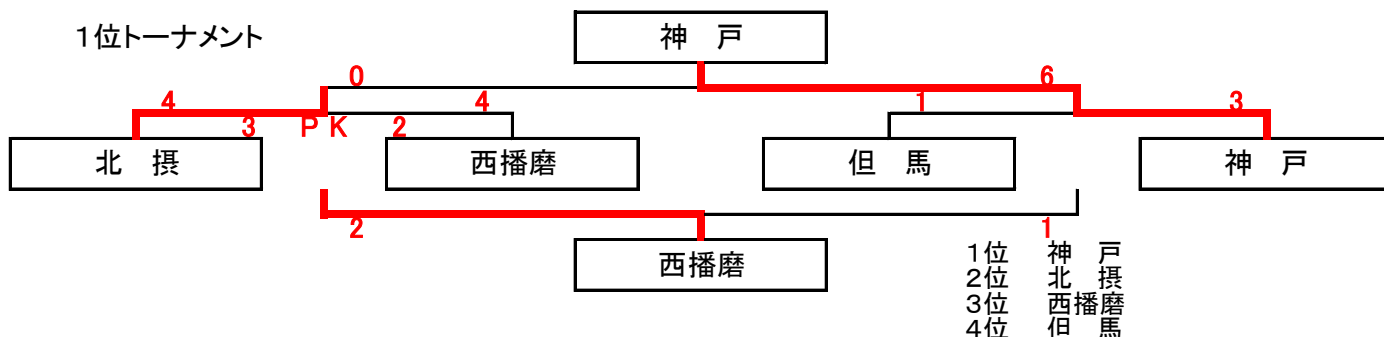 １位トーナメント
神　戸
0 6
4 4 1 3
3 ＰＫ 2
北　摂 西播磨 但　馬 神　戸
2 1
西播磨
１位 神　戸
２位 北　摂
３位 西播磨
４位 但　馬